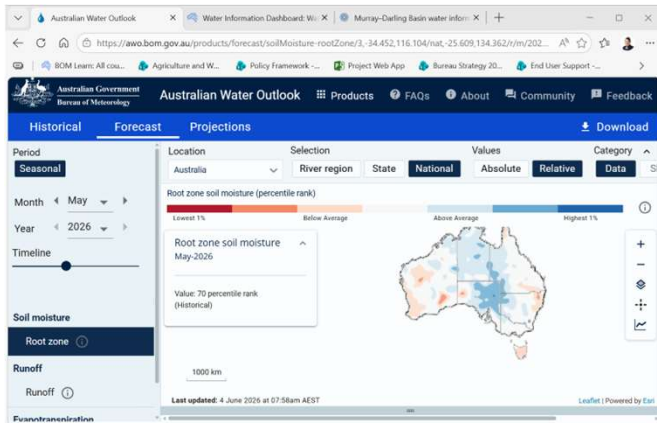 Australian Water Outlook
Water Information Dashboard: Wa
Murray–Darling Basin water inform
https://awo.bom.gov.au/products/forecast/soilMoisture-rootZone/3,-34.452,116.104/nat,-25.609,134.362/r/m/202...
BOM Learn: All cou...
Agriculture and W...
Policy Framework -...
Project Web App
Bureau Strategy 20...
End User Support -...
Australian Government
Bureau of Meteorology
Australian Water Outlook
Products
FAQs
About
Community
Feedback
Historical
Forecast
Projections
Download
Period
Seasonal
Month
May
Year
2026
Timeline
Location
Australia
Selection
River region
State
National
Values
Absolute
Relative
Category
Data
Root zone soil moisture (percentile rank)
Lowest 1%
Below Average
Above Average
Highest 1%
Root zone soil moisture
May-2026
Value: 70 percentile rank
(Historical)
Soil moisture
Root zone
Runoff
Runoff
Evapotranspiration
1000 km
Last updated: 4 June 2026 at 07:58am AEST
Leaflet | Powered by Esri